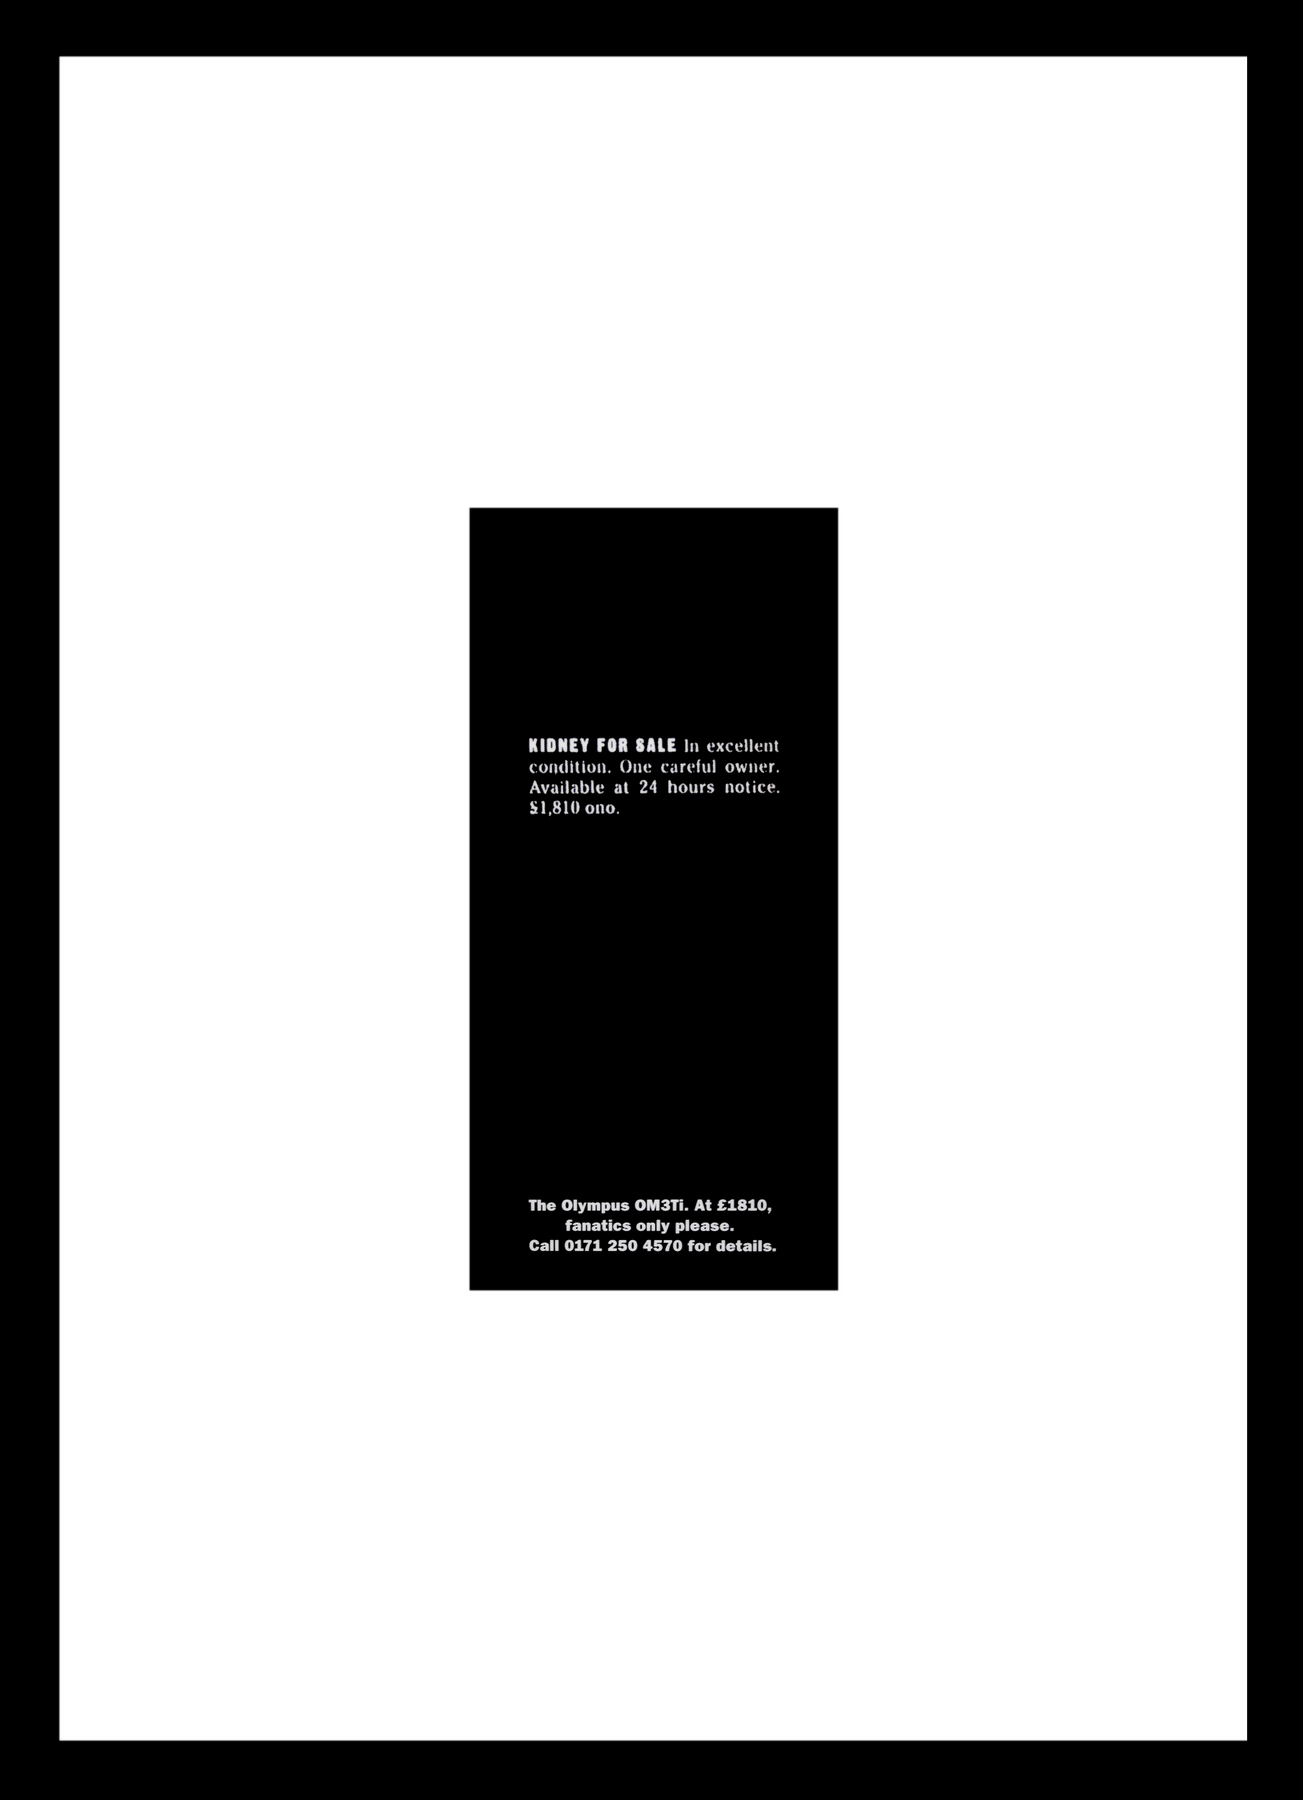 KIDNEY FOR SALE In excellent
condition. One careful owner.
Available at 24 hours notice.
£1,810 ono.
The Olympus OM3Ti. At £1810,
fanatics only please.
Call 0171 250 4570 for details.